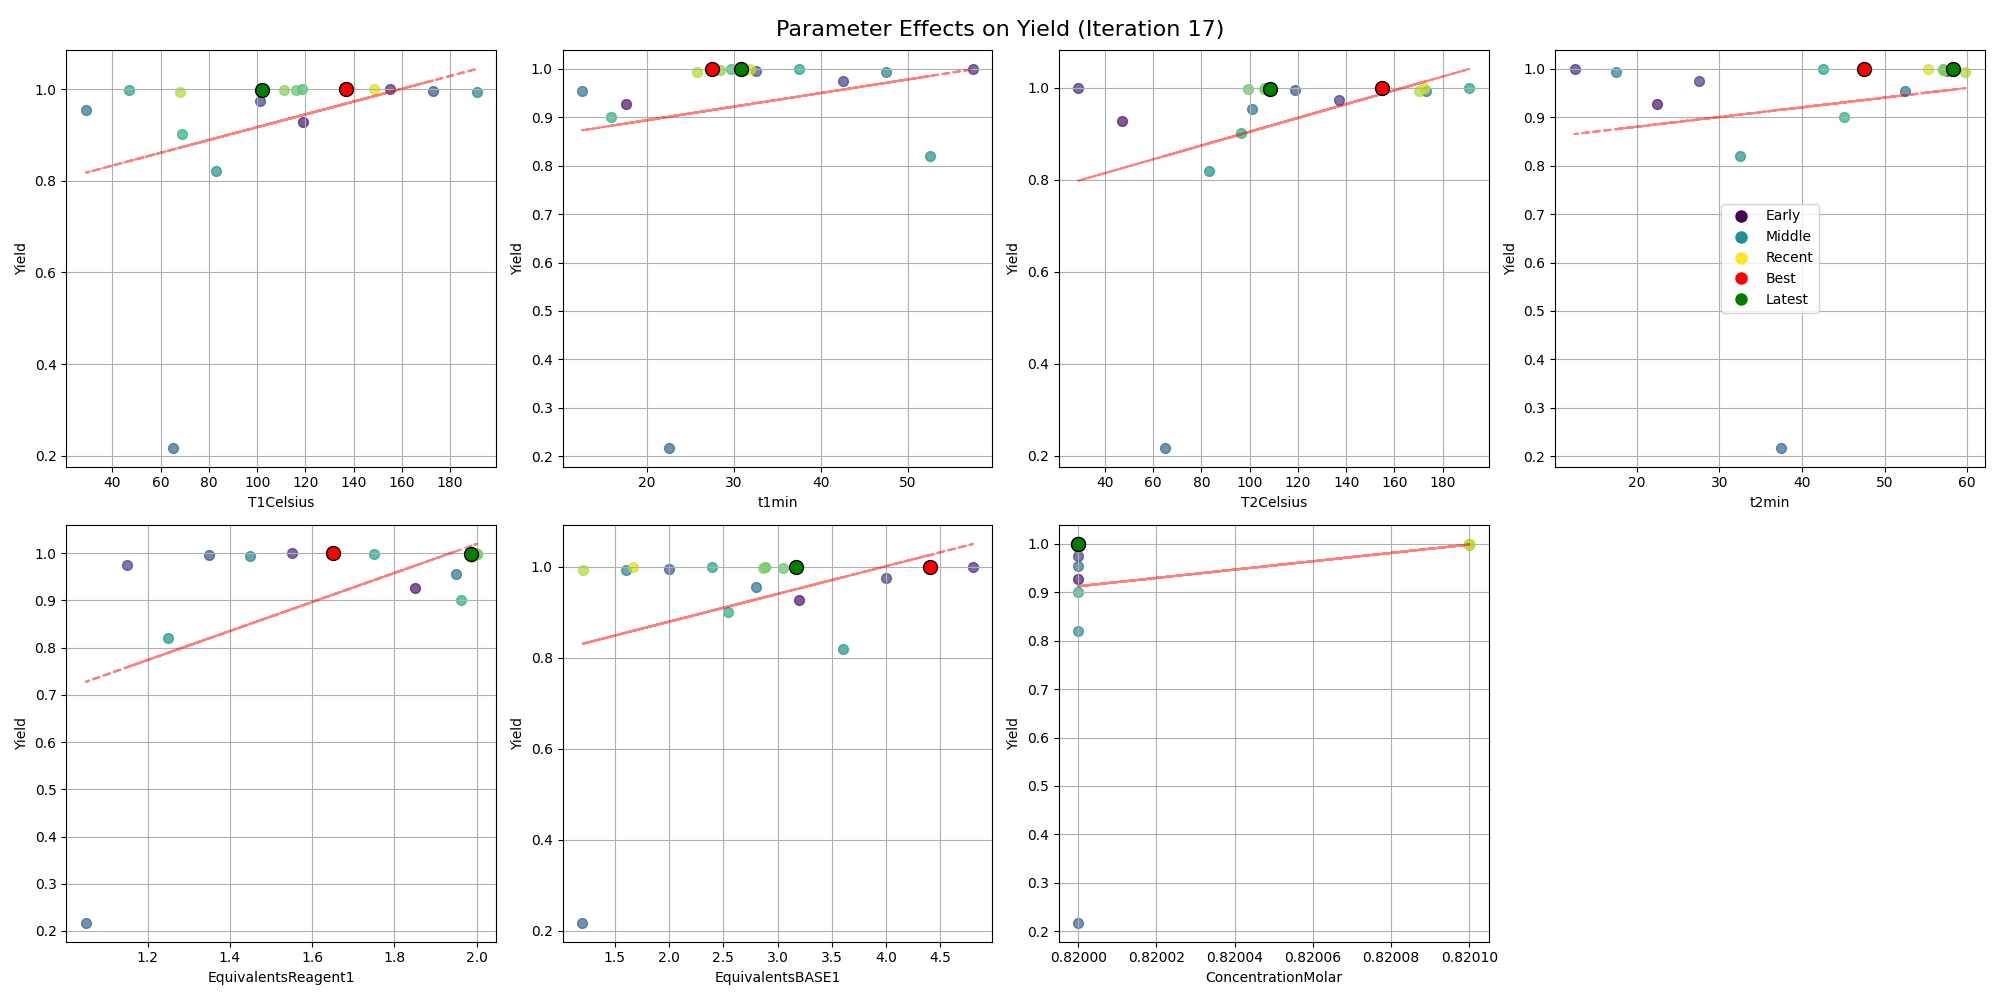 Parameter Effects on Yield (Iteration 17)
Yield
1.0
0.8
0.6
0.4
0.2
40 60 80 100 120 140 160 180
T1Celsius
Yield
1.0
0.9
0.8
0.7
0.6
0.5
0.4
0.3
0.2
20 30 40 50
t1min
Yield
1.0
0.8
0.6
0.4
0.2
40 60 80 100 120 140 160 180
T2Celsius
Yield
1.0
0.9
0.8
0.7
0.6
0.5
0.4
0.3
0.2
Early
Middle
Recent
Best
Latest
20 30 40 50 60
t2min
Yield
1.0
0.9
0.8
0.7
0.6
0.5
0.4
0.3
0.2
1.2 1.4 1.6 1.8 2.0
EquivalentsReagent1
Yield
1.0
0.8
0.6
0.4
0.2
1.5 2.0 2.5 3.0 3.5 4.0 4.5
EquivalentsBASE1
Yield
1.0
0.9
0.8
0.7
0.6
0.5
0.4
0.3
0.2
0.82000 0.82002 0.82004 0.82006 0.82008 0.82010
ConcentrationMolar